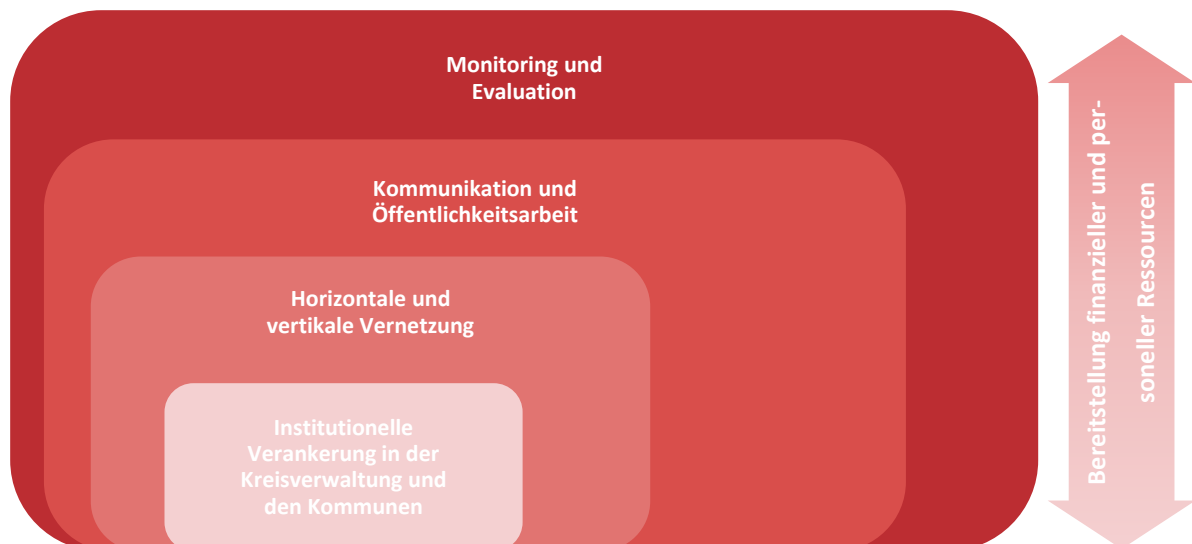 Monitoring und
Evaluation
Kommunikation und
Öffentlichkeitsarbeit
Horizontale und
vertikale Vernetzung
Institutionelle
Verankerung in der
Kreisverwaltung und
den Kommunen
Bereitstellung finanzieller und per-
soneller Ressourcen